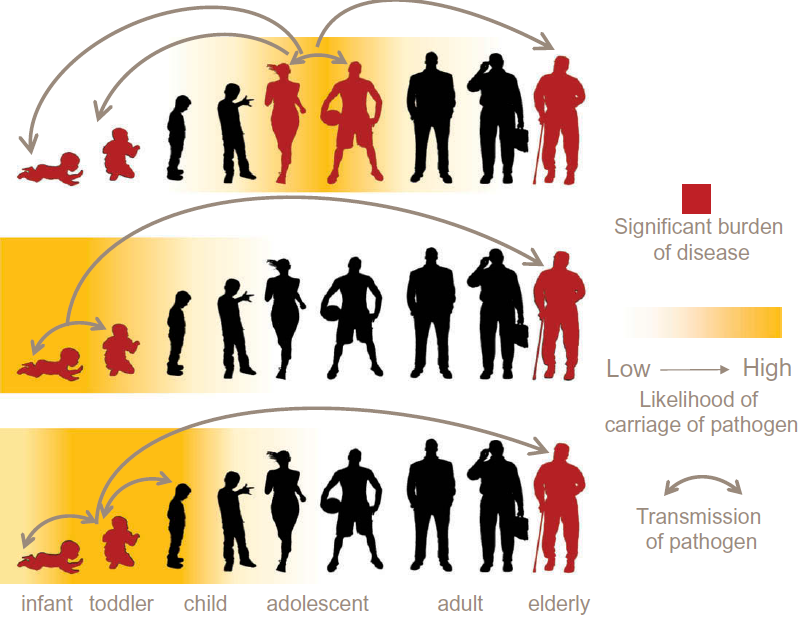 Significant burden
of disease
Low
High
Likelihood of
carriage of pathogen
Transmission
of pathogen
infant toddler child adolescent adult elderly